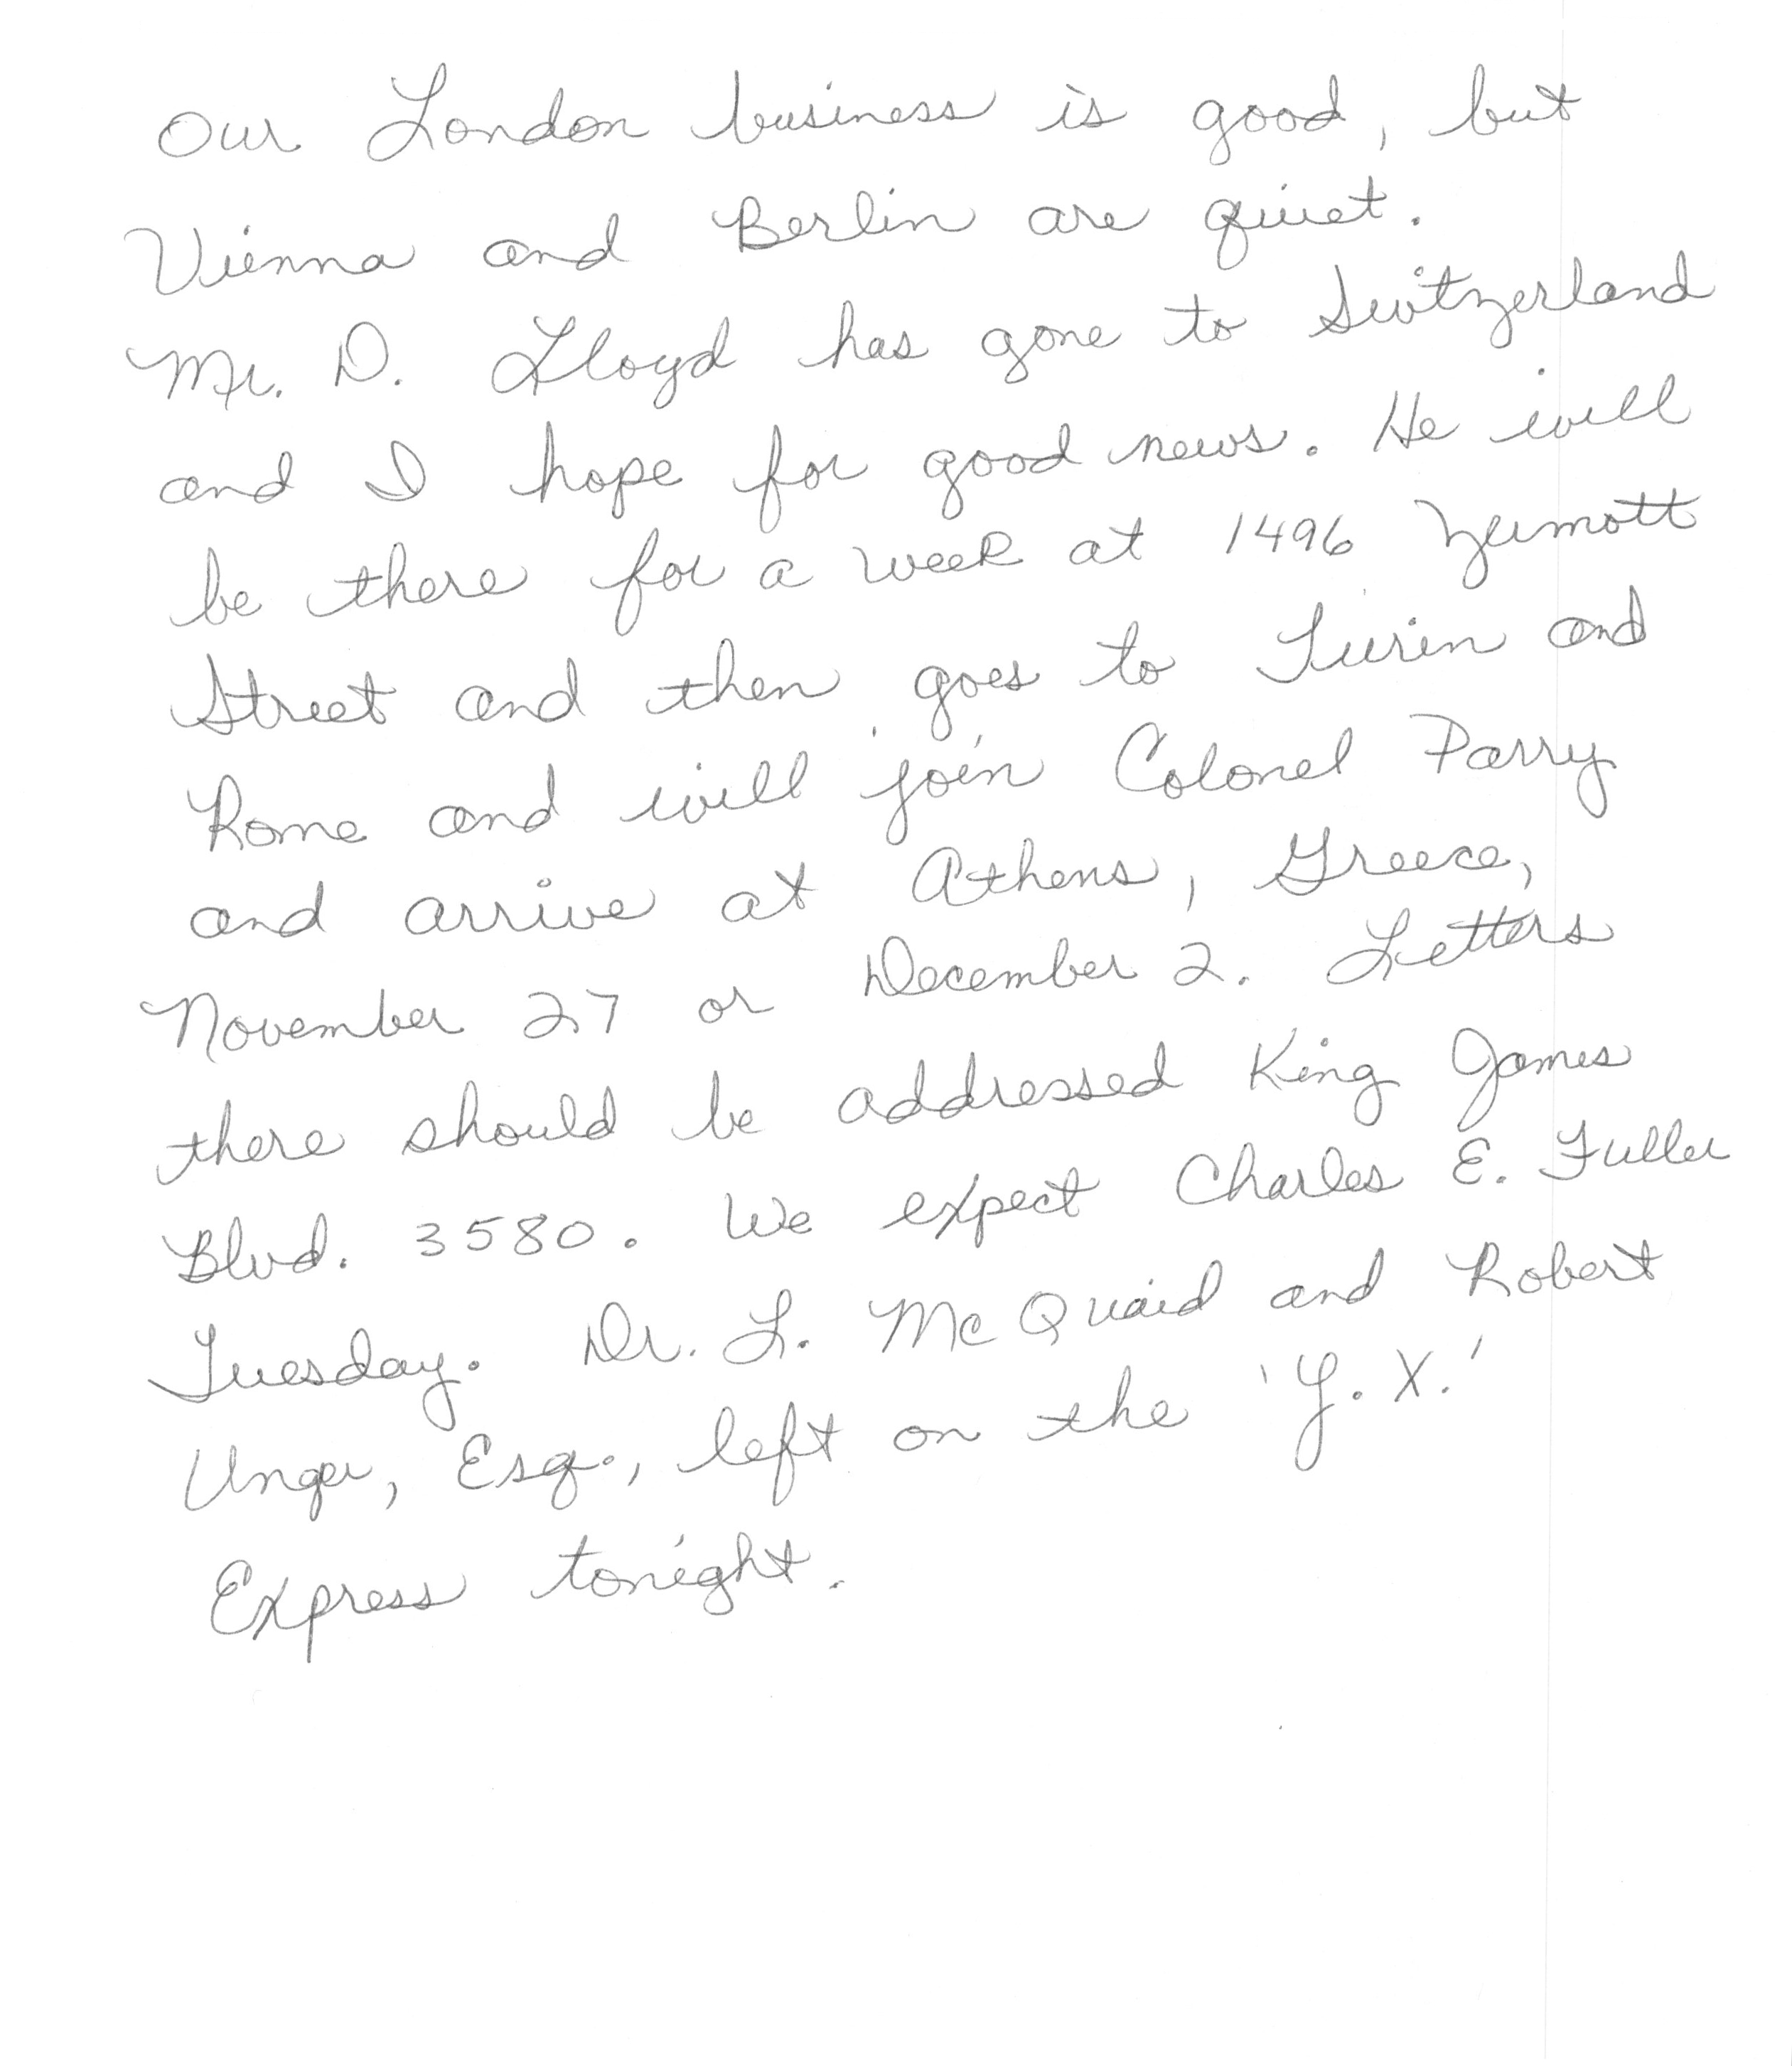 Our London business is good, but
Vienna and Berlin are quiet.
Mr. D. Lloyd has gone to Switzerland
and I hope for good news. He will
be there for a week at 1496 Zermott
Street and then goes to Turin and
Rome and will join Colonel Parry
and arrive at Athens, Greece,
November 27 or December 2. Letters
there should be addressed King James
Blvd. 3580. We expect Charles E. Fuller
Tuesday. Dr. L. McQuaid and Robert
Unger, Esq., left on the 'Y.X.'
Express tonight.